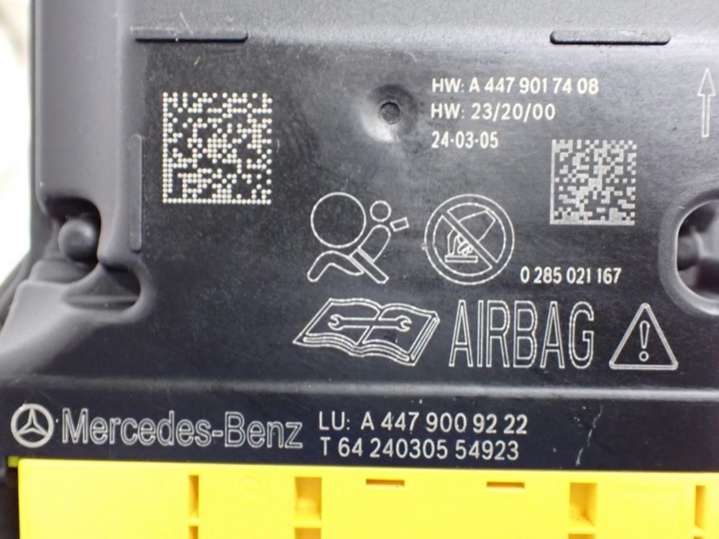 HW: A 447 901 74 08
HW: 23/20/00
24-03-05
0 285 021 167
AIRBAG
Mercedes-Benz
LU: A 447 900 92 22
T 64 240305 54923